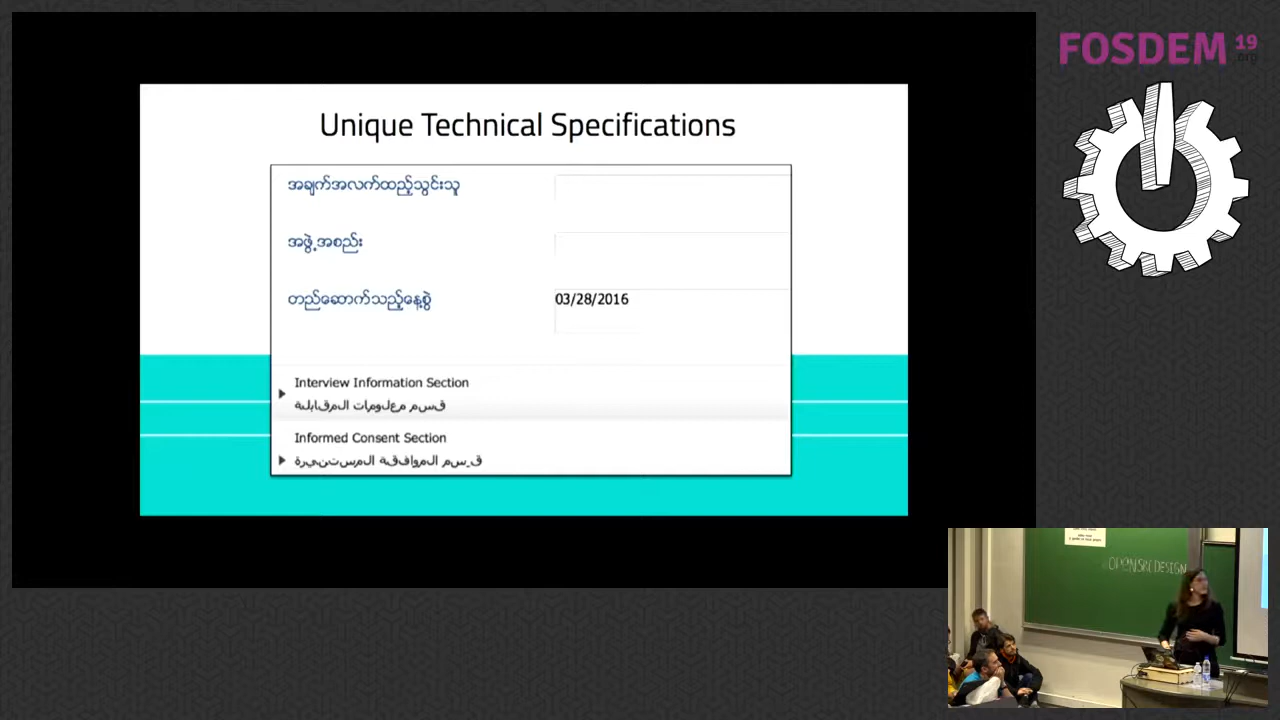 FOSDEM 19
.org
Unique Technical Specifications
အချက်အလက်ထည့်သွင်းသူ
အဖွဲ့အစည်း
တည်ဆောက်သည့်နေ့စွဲ
03/28/2016
Interview Information Section
قسم معلومات المقابلة
Informed Consent Section
قسم الموافقة المستنيرة
OPENSRCDESIGN